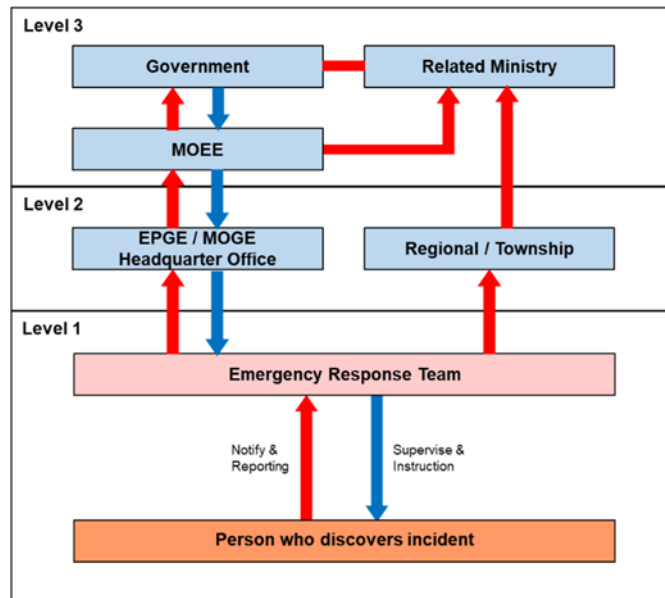 Level 3
Government
Related Ministry
MOEE
Level 2
EPGE / MOGE
Headquarter Office
Regional / Township
Level 1
Emergency Response Team
Notify &
Reporting
Supervise &
Instruction
Person who discovers incident